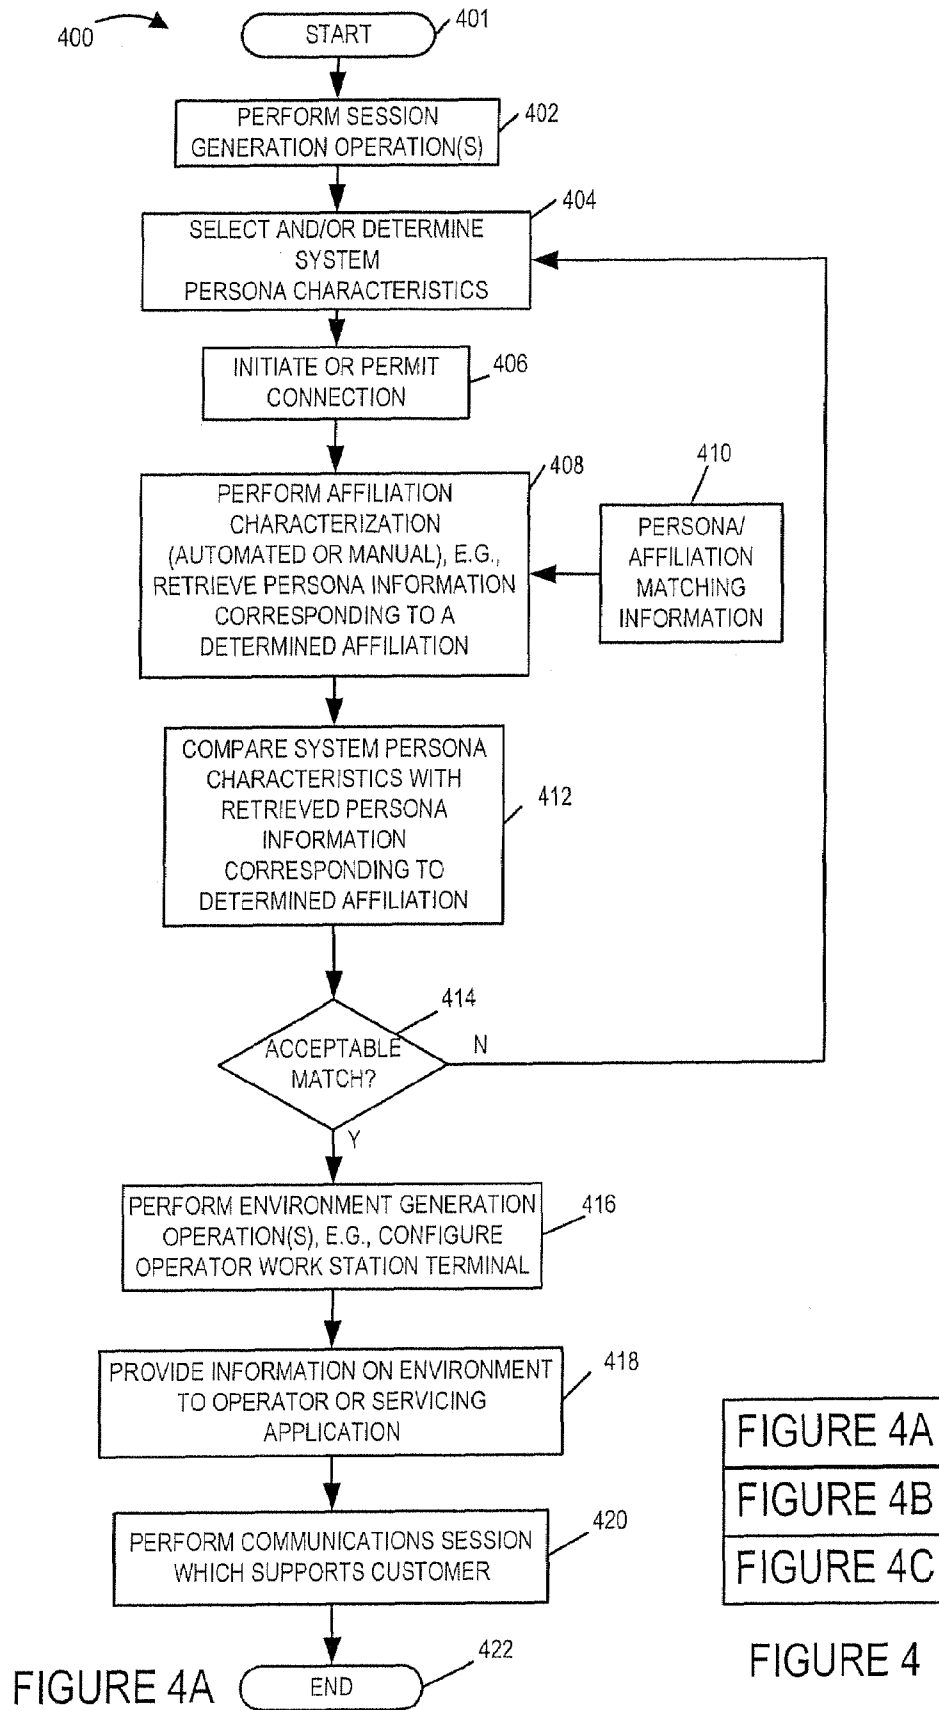 400
START
401
PERFORM SESSION
GENERATION OPERATION(S)
402
SELECT AND/OR DETERMINE
SYSTEM
PERSONA CHARACTERISTICS
404
INITIATE OR PERMIT
CONNECTION
406
PERFORM AFFILIATION
CHARACTERIZATION
(AUTOMATED OR MANUAL), E.G.,
RETRIEVE PERSONA INFORMATION
CORRESPONDING TO A
DETERMINED AFFILIATION
408
410
PERSONA/
AFFILIATION
MATCHING
INFORMATION
COMPARE SYSTEM PERSONA
CHARACTERISTICS WITH
RETRIEVED PERSONA
INFORMATION
CORRESPONDING TO
DETERMINED AFFILIATION
412
ACCEPTABLE
MATCH?
414
N
Y
PERFORM ENVIRONMENT GENERATION
OPERATION(S), E.G., CONFIGURE
OPERATOR WORK STATION TERMINAL
416
PROVIDE INFORMATION ON ENVIRONMENT
TO OPERATOR OR SERVICING
APPLICATION
418
PERFORM COMMUNICATIONS SESSION
WHICH SUPPORTS CUSTOMER
420
END
422
FIGURE 4A
FIGURE 4A
FIGURE 4B
FIGURE 4C
FIGURE 4